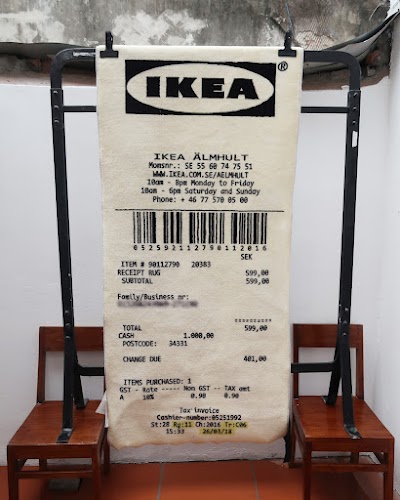 IKEA®
IKEA ÄLMHULT
Momsnr.: SE 55 60 74 75 51
WWW.IKEA.COM.SE/AELMHULT
10am - 8pm Monday to Friday
10am - 6pm Saturday and Sunday
Phone: + 46 77 570 05 00
052592112790112016
SEK
ITEM # 90112790 20383
RECEIPT RUG 599,00
SUBTOTAL 599,00
Family/Business nr:
==========
TOTAL 599,00
CASH 1.000,00
POSTCODE: 34331
CHANGE DUE 401,00
ITEMS PURCHASED: 1
GST - Rate ----- Non GST -- TAX amt
A 10% 0.90 0.90
Tax invoice
Cashier-number:05251992
St:28 Rg:11 Ch:2016 Tr:C06
15:33 26/03/18